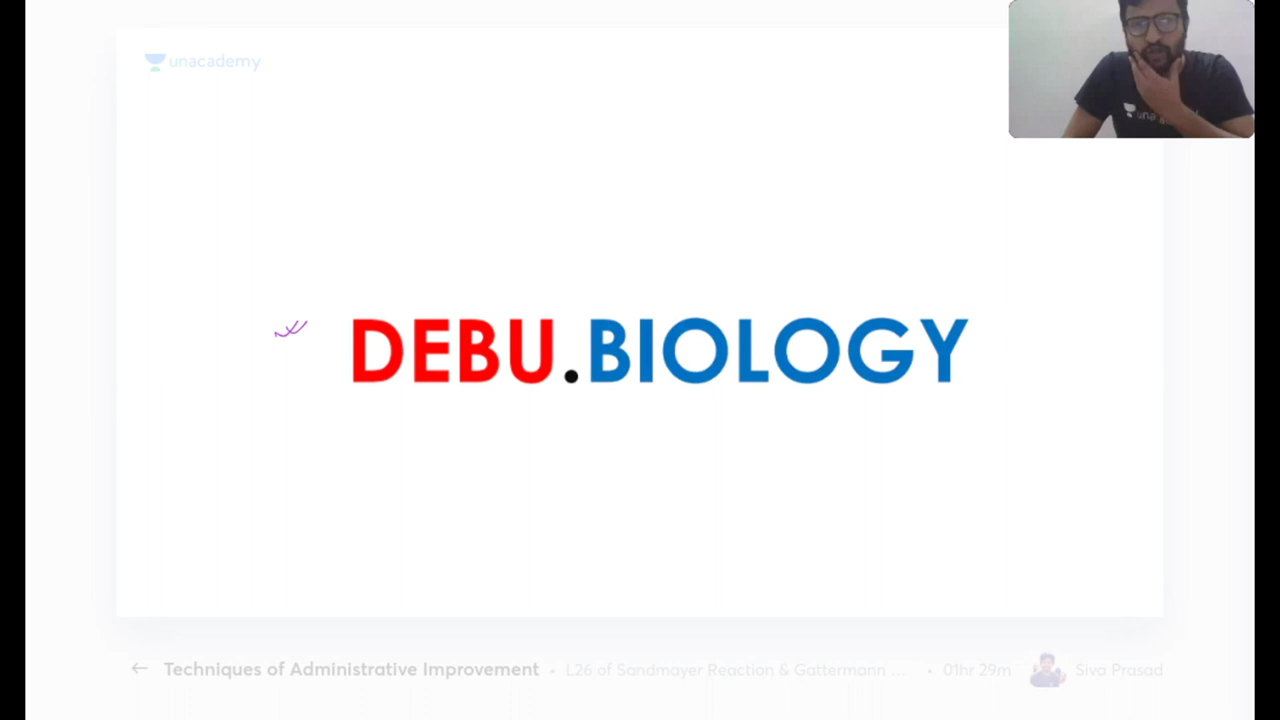 unacademy
DEBU.BIOLOGY
Techniques of Administrative Improvement • L26 of Sandmayer Reaction & Gattermann ... • 01hr 29m Siva Prasad